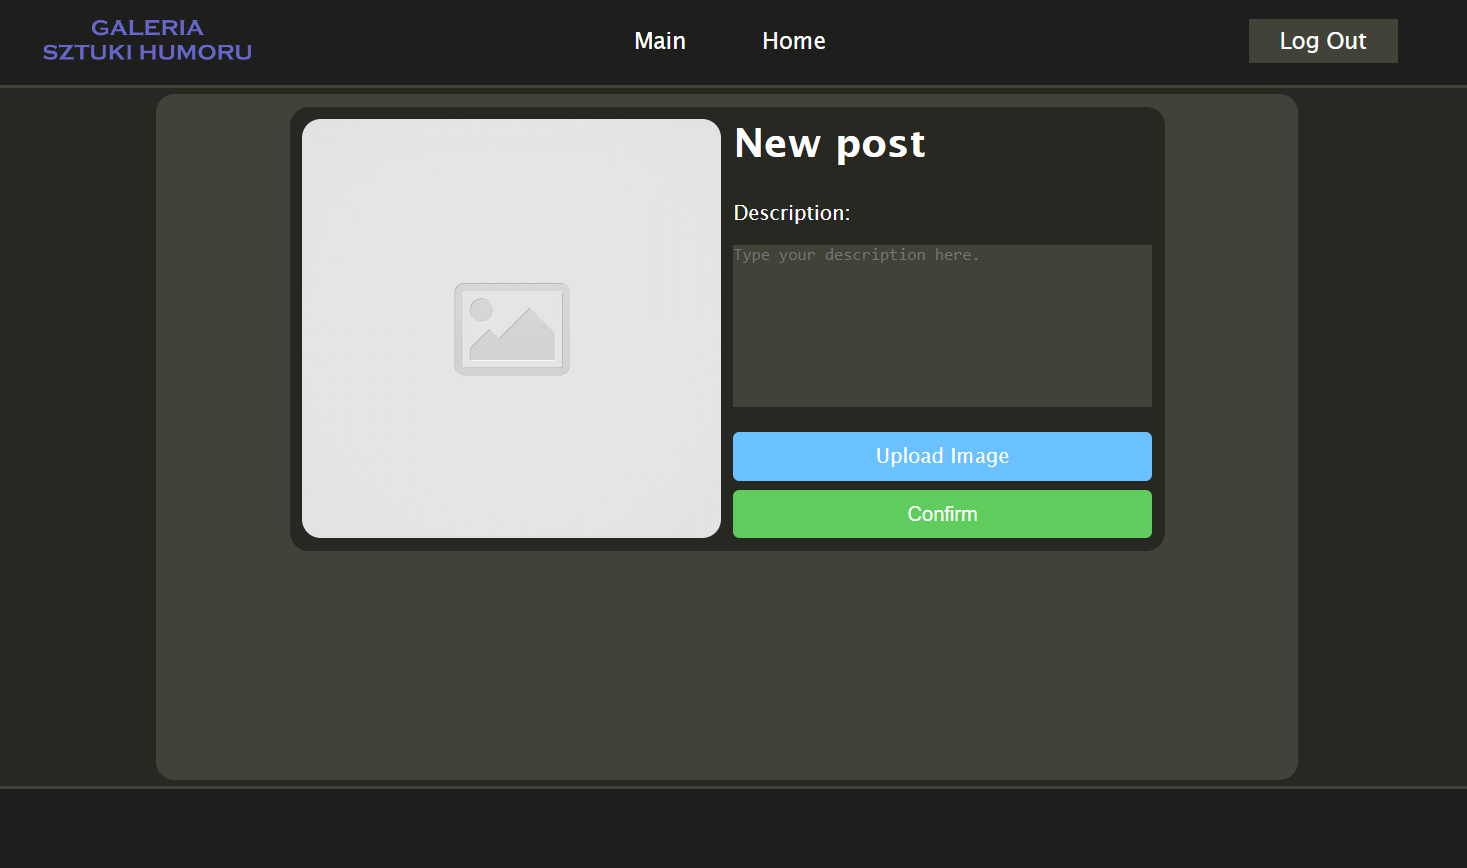 GALERIA
SZTUKI HUMORU
Main
Home
Log Out
New post
Description:
Type your description here.
Upload Image
Confirm